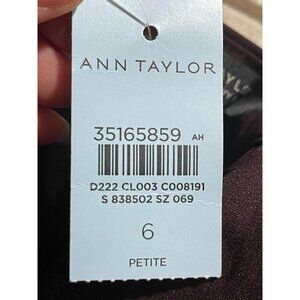 ANN TAYLOR
35165859 AH
D222 CL003 C008191
S 838502 SZ 069
6
PETITE